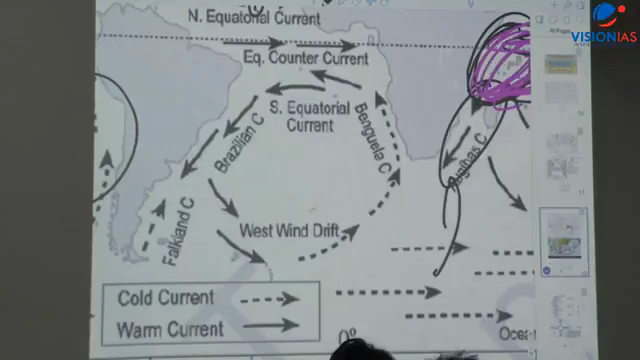 N. Equatorial Current
VISIONIAS
Eq. Counter Current
S. Equatorial
Current
Brazilian C
Benguela C
Falkland C
West Wind Drift
Cold Current
Warm Current
0°